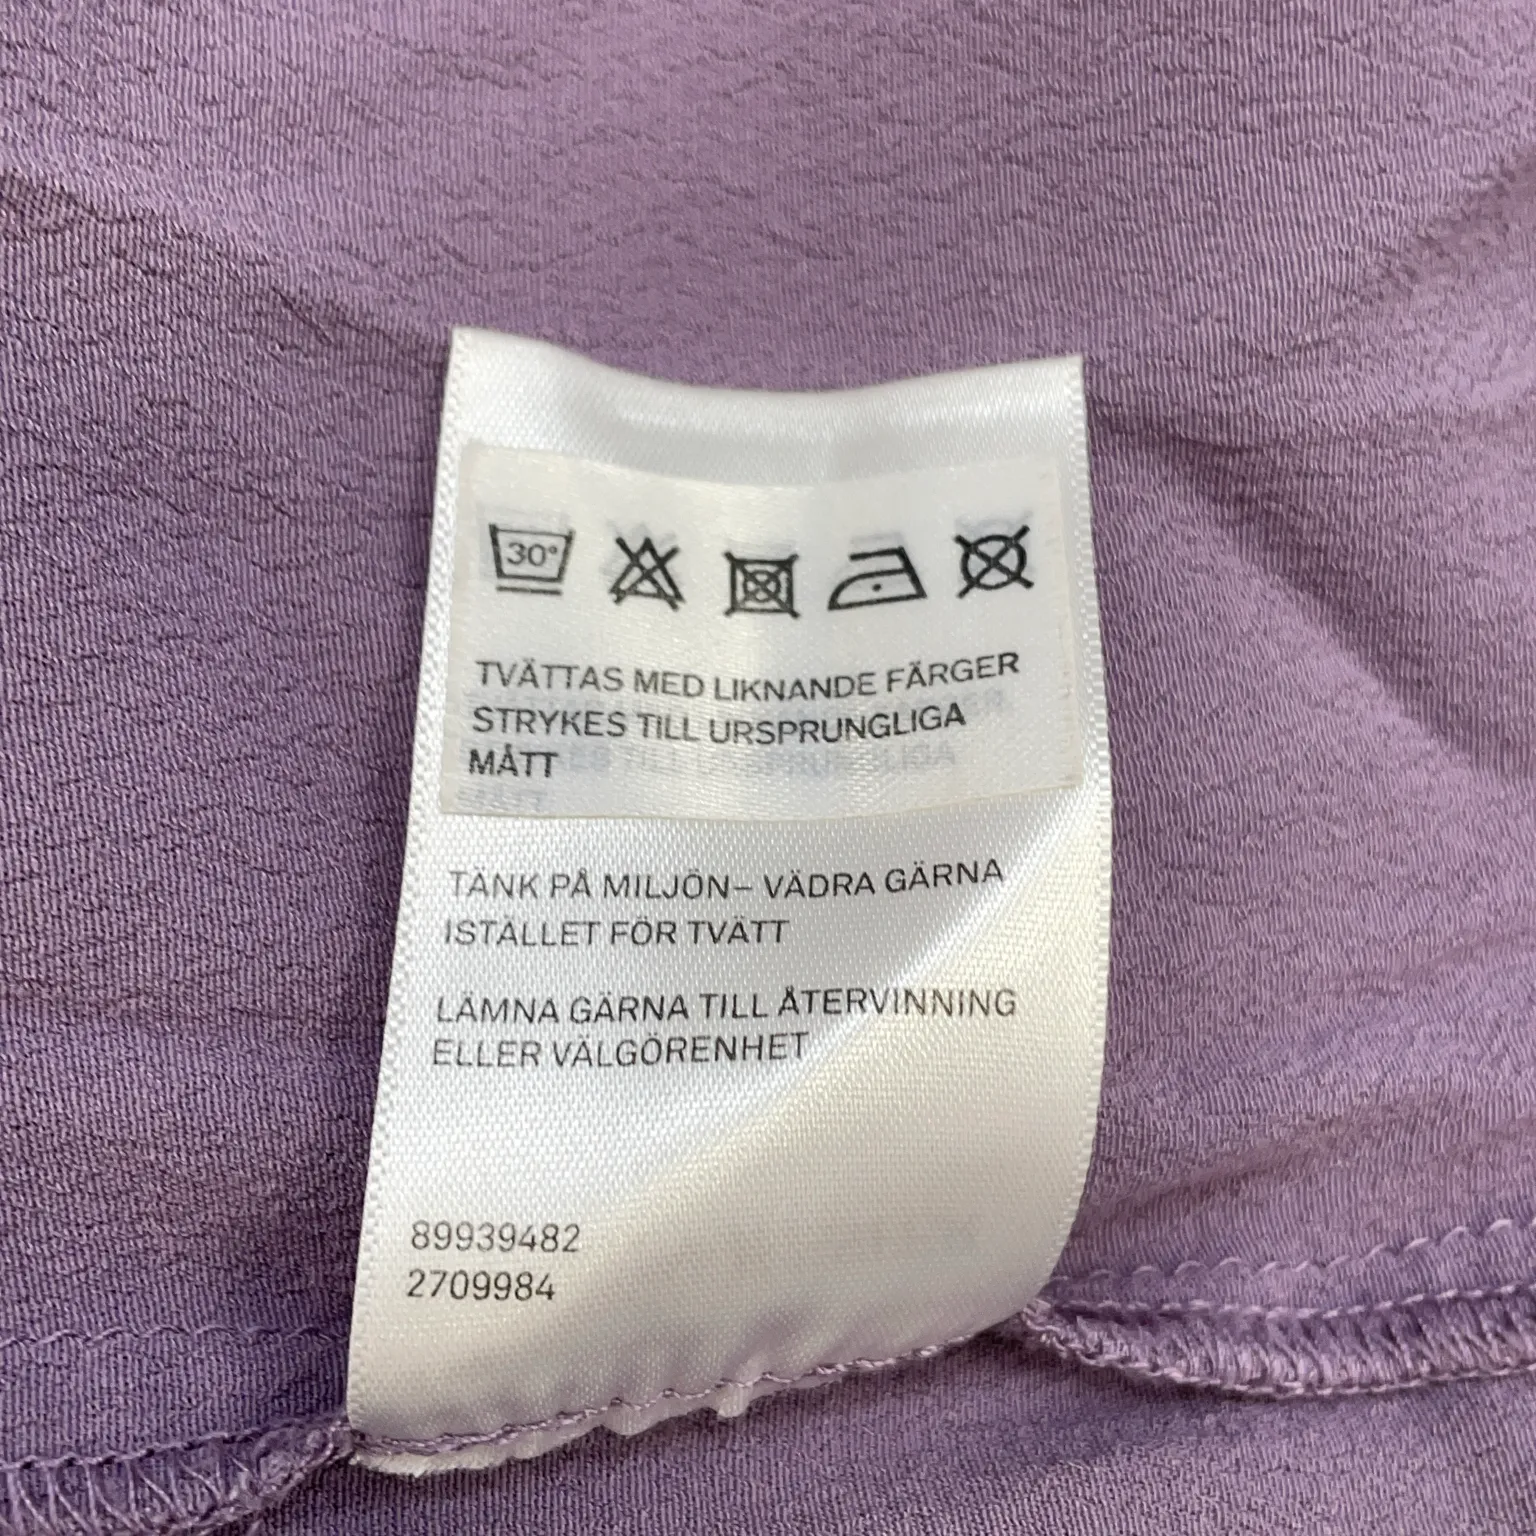 30°
TVÄTTAS MED LIKNANDE FÄRGER
STRYKES TILL URSPRUNGLIGA
MÅTT
TÄNK PÅ MILJÖN– VÄDRA GÄRNA
ISTÄLLET FÖR TVÄTT
LÄMNA GÄRNA TILL ÅTERVINNING
ELLER VÄLGÖRENHET
89939482
2709984